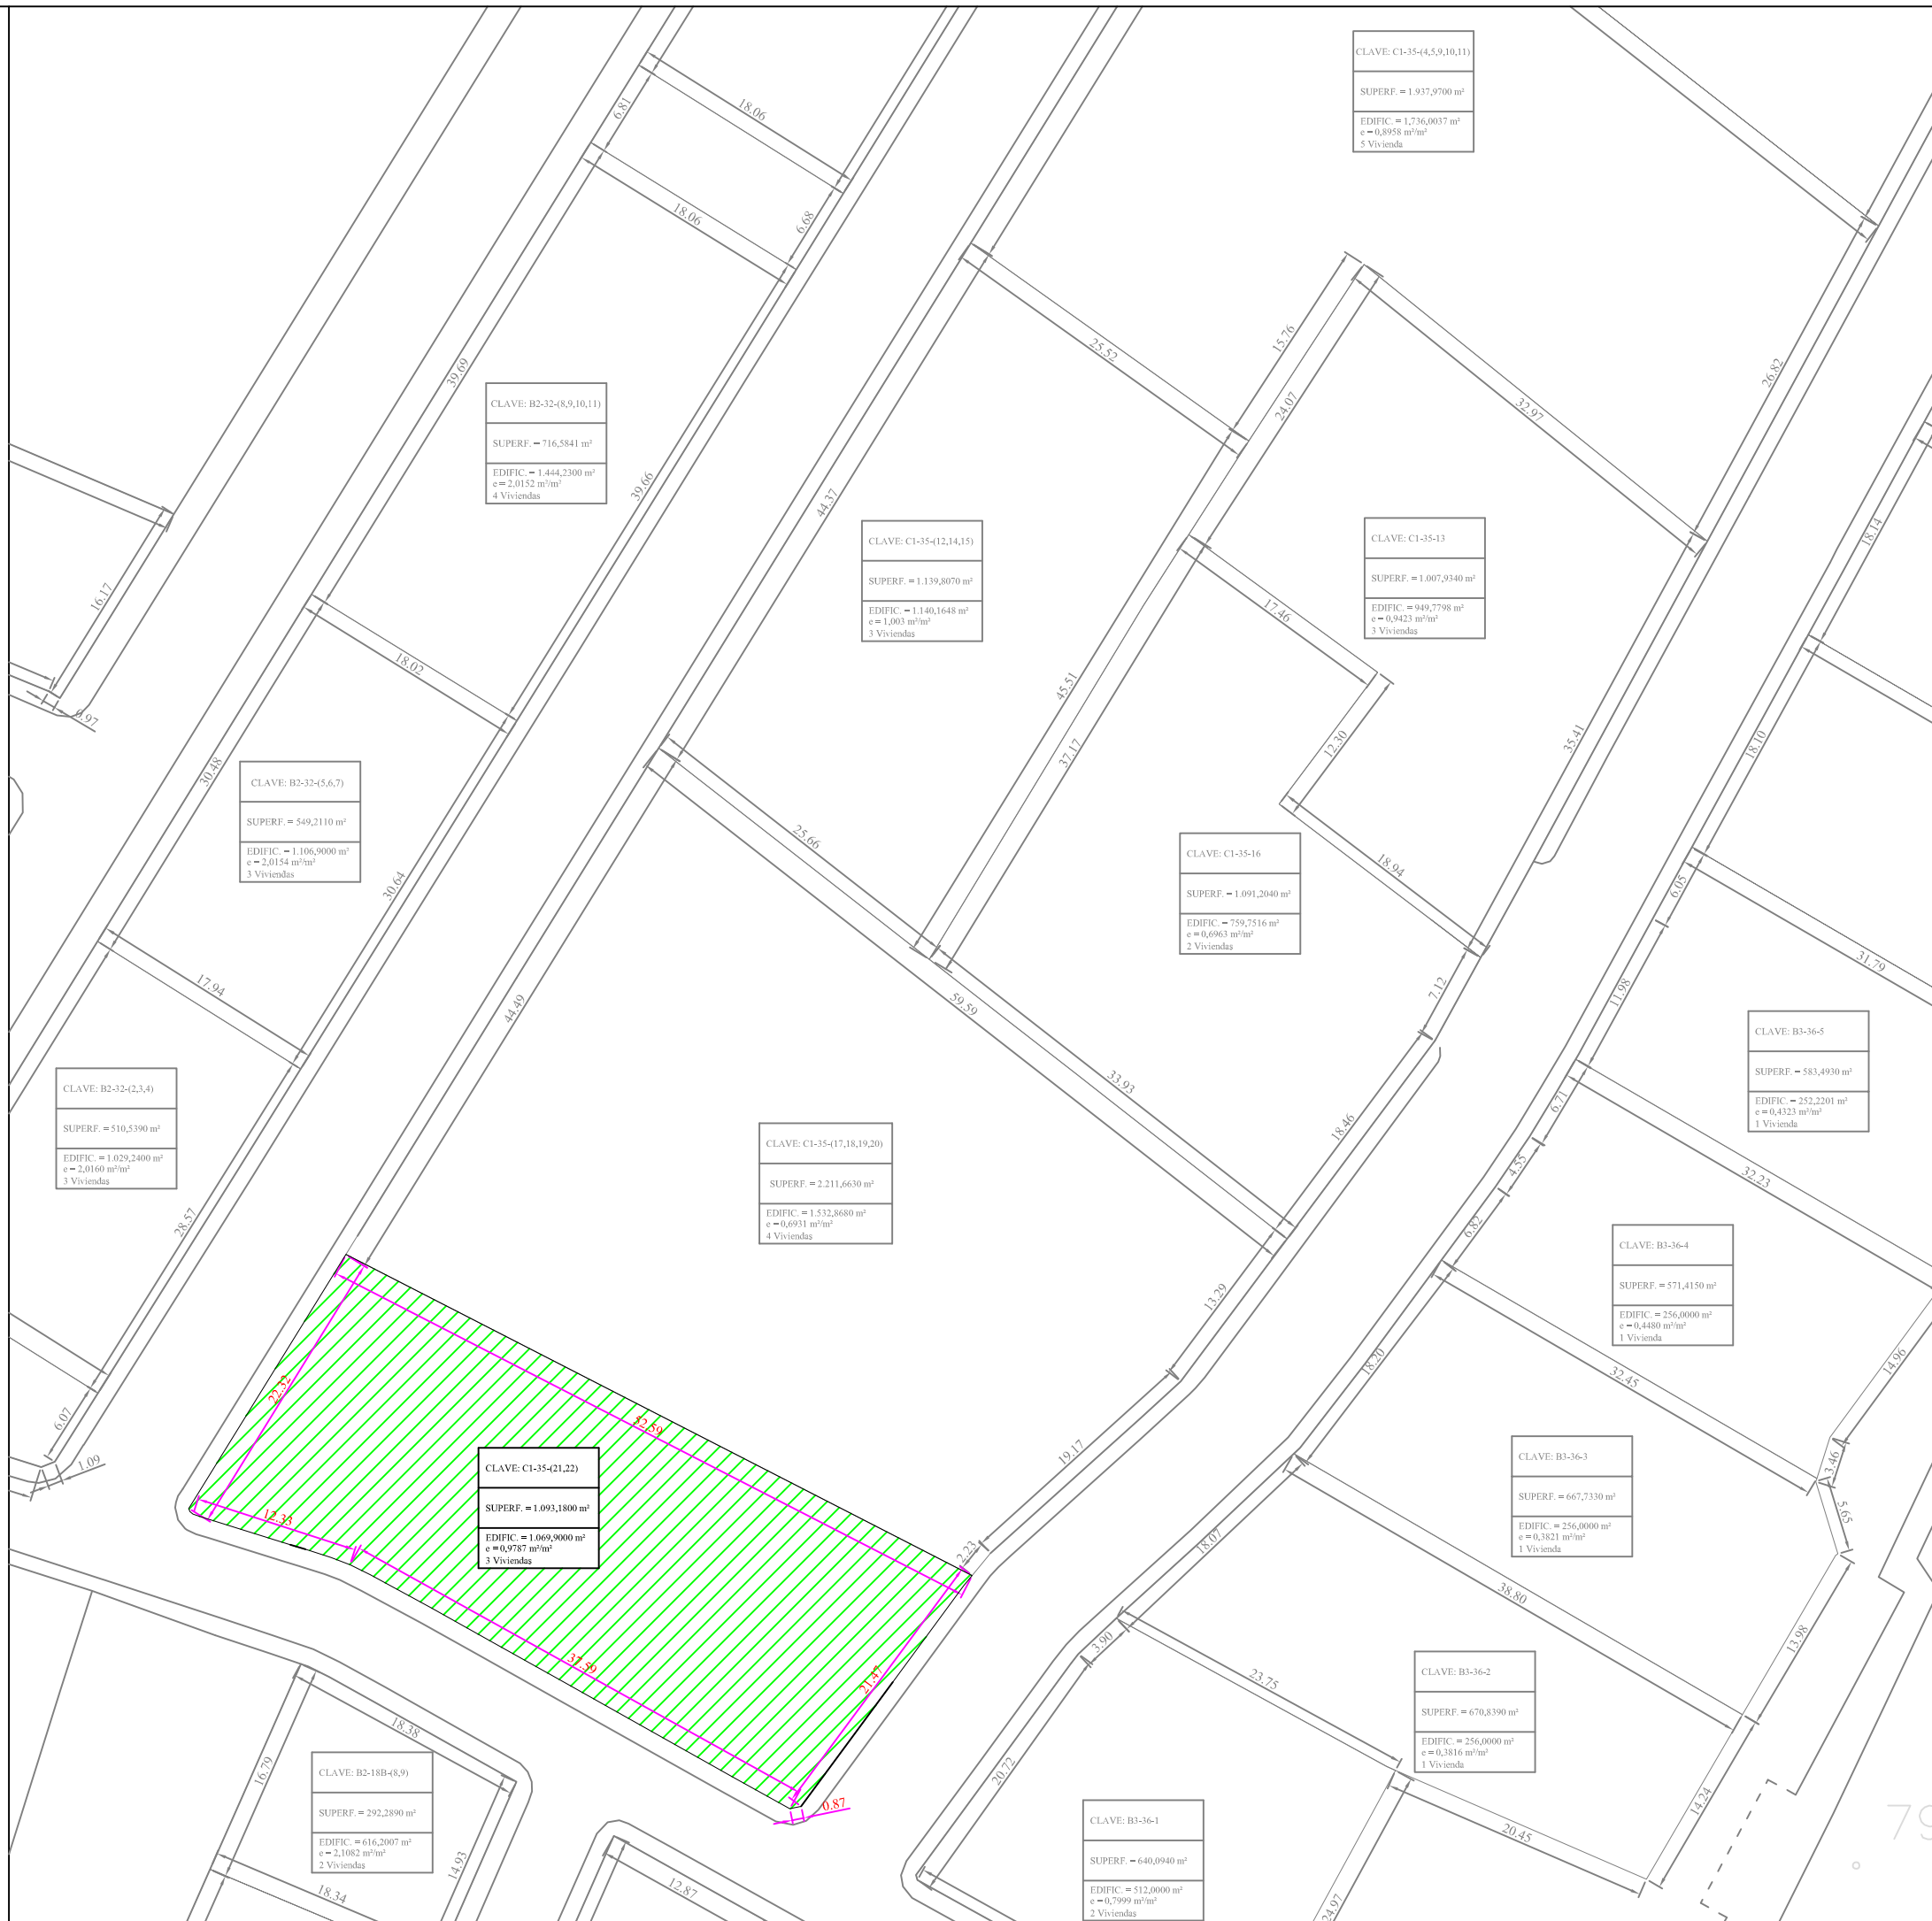 CLAVE: C1-35-(4,5,9,10,11)
SUPERF. = 1.937,9700 m²
EDIFIC. = 1,736,0037 m²
e = 0,8958 m²/m²
5 Vivienda
18.06
6.81
18.06
6.68
39.69
39.66
25.52
15.76
24.07
32.97
26.82
CLAVE: B2-32-(8,9,10,11)
SUPERF. = 716,5841 m²
EDIFIC. = 1.444,2300 m²
e = 2,0152 m²/m²
4 Viviendas
44.37
CLAVE: C1-35-(12,14,15)
SUPERF. = 1.139,8070 m²
EDIFIC. = 1.140,1648 m²
e = 1,003 m²/m²
3 Viviendas
CLAVE: C1-35-13
SUPERF. = 1.007,9340 m²
EDIFIC. = 949,7798 m²
e = 0,9423 m²/m²
3 Viviendas
18.14
16.17
17.46
18.02
45.51
37.17
12.30
35.41
18.10
0.97
30.48
CLAVE: B2-32-(5,6,7)
SUPERF. = 549,2110 m²
EDIFIC. = 1.106,9000 m²
e = 2,0154 m²/m²
3 Viviendas
30.64
25.66
CLAVE: C1-35-16
SUPERF. = 1.091,2040 m²
EDIFIC. = 759,7516 m²
e = 0,6963 m²/m²
2 Viviendas
18.94
6.05
31.79
17.94
44.49
59.59
7.12
11.98
CLAVE: B3-36-5
SUPERF. = 583,4930 m²
EDIFIC. = 252,2201 m²
e = 0,4323 m²/m²
1 Vivienda
CLAVE: B2-32-(2,3,4)
SUPERF. = 510,5390 m²
EDIFIC. = 1.029,2400 m²
e = 2,0160 m²/m²
3 Viviendas
33.93
18.46
6.71
4.55
32.23
CLAVE: C1-35-(17,18,19,20)
SUPERF. = 2.211,6630 m²
EDIFIC. = 1.532,8680 m²
e = 0,6931 m²/m²
4 Viviendas
28.57
6.82
CLAVE: B3-36-4
SUPERF. = 571,4150 m²
EDIFIC. = 256,0000 m²
e = 0,4480 m²/m²
1 Vivienda
13.29
18.20
32.45
14.96
22.32
52.59
6.07
1.09
19.17
3.46
5.65
CLAVE: B3-36-3
SUPERF. = 667,7330 m²
EDIFIC. = 256,0000 m²
e = 0,3821 m²/m²
1 Vivienda
CLAVE: C1-35-(21,22)
SUPERF. = 1.093,1800 m²
EDIFIC. = 1.069,9000 m²
e = 0,9787 m²/m²
3 Viviendas
12.33
2.23
18.07
38.80
3.90
13.98
37.59
21.47
23.75
CLAVE: B3-36-2
SUPERF. = 670,8390 m²
EDIFIC. = 256,0000 m²
e = 0,3816 m²/m²
1 Vivienda
18.38
16.79
CLAVE: B2-18B-(8,9)
SUPERF. = 292,2890 m²
EDIFIC. = 616,2007 m²
e = 2,1082 m²/m²
2 Viviendas
20.72
0.87
14.24
79
20.45
CLAVE: B3-36-1
SUPERF. = 640,0940 m²
EDIFIC. = 512,0000 m²
e = 0,7999 m²/m²
2 Viviendas
14.93
18.34
12.87
24.97